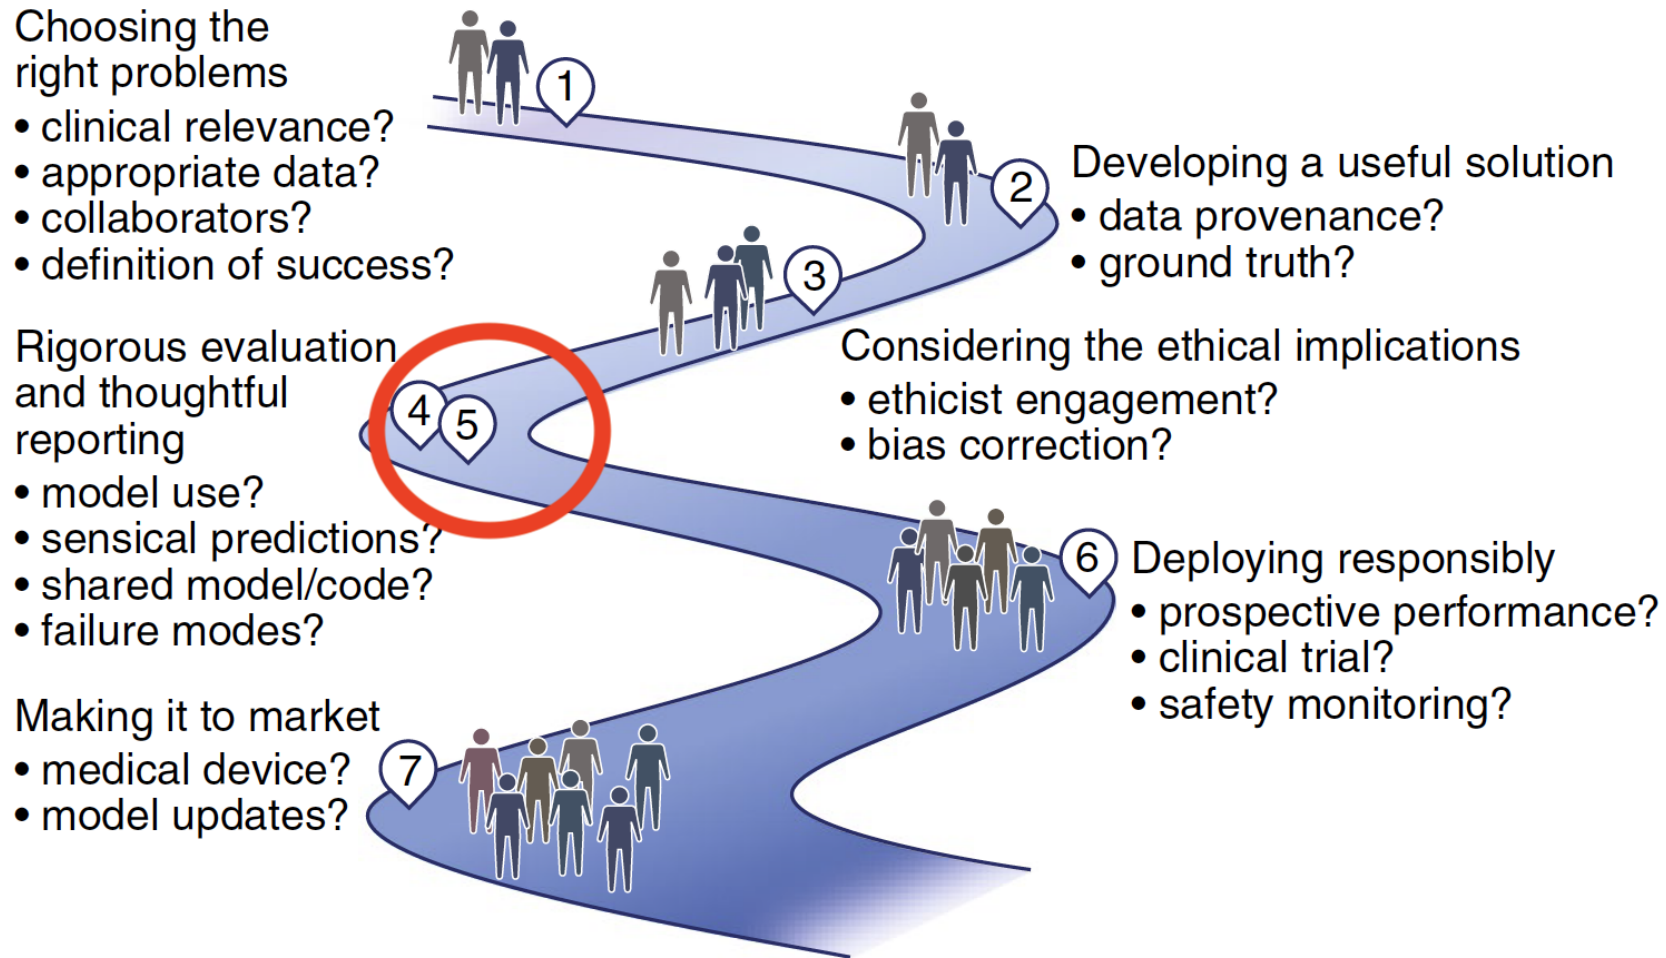 Choosing the
right problems
• clinical relevance?
• appropriate data?
• collaborators?
• definition of success?
1
2
Developing a useful solution
• data provenance?
• ground truth?
3
Considering the ethical implications
• ethicist engagement?
• bias correction?
Rigorous evaluation
and thoughtful
reporting
• model use?
• sensical predictions?
• shared model/code?
• failure modes?
4
5
6
Deploying responsibly
• prospective performance?
• clinical trial?
• safety monitoring?
Making it to market
• medical device?
• model updates?
7